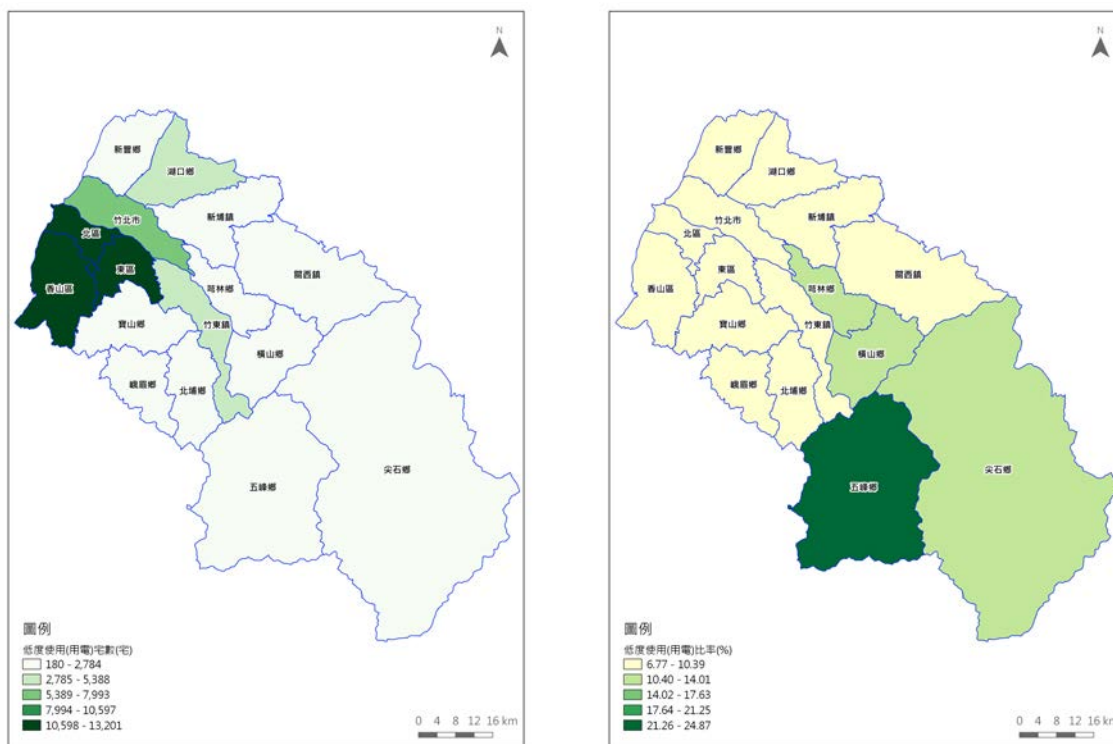 N
新豐鄉
湖口鄉
新埔鎮
竹北市
北區
東區
關西鎮
香山區
芎林鄉
竹東鎮
寶山鄉
橫山鄉
峨眉鄉
北埔鄉
尖石鄉
五峰鄉
圖例
低度使用(用電)宅數(宅)
180 - 2,784
2,785 - 5,388
5,389 - 7,993
7,994 - 10,597
10,598 - 13,201
0 4 8 12 16 km
N
新豐鄉
湖口鄉
新埔鎮
竹北市
北區
東區
關西鎮
香山區
芎林鄉
竹東鎮
寶山鄉
橫山鄉
峨眉鄉
北埔鄉
尖石鄉
五峰鄉
圖例
低度使用(用電)比率(%)
6.77 - 10.39
10.40 - 14.01
14.02 - 17.63
17.64 - 21.25
21.26 - 24.87
0 4 8 12 16 km